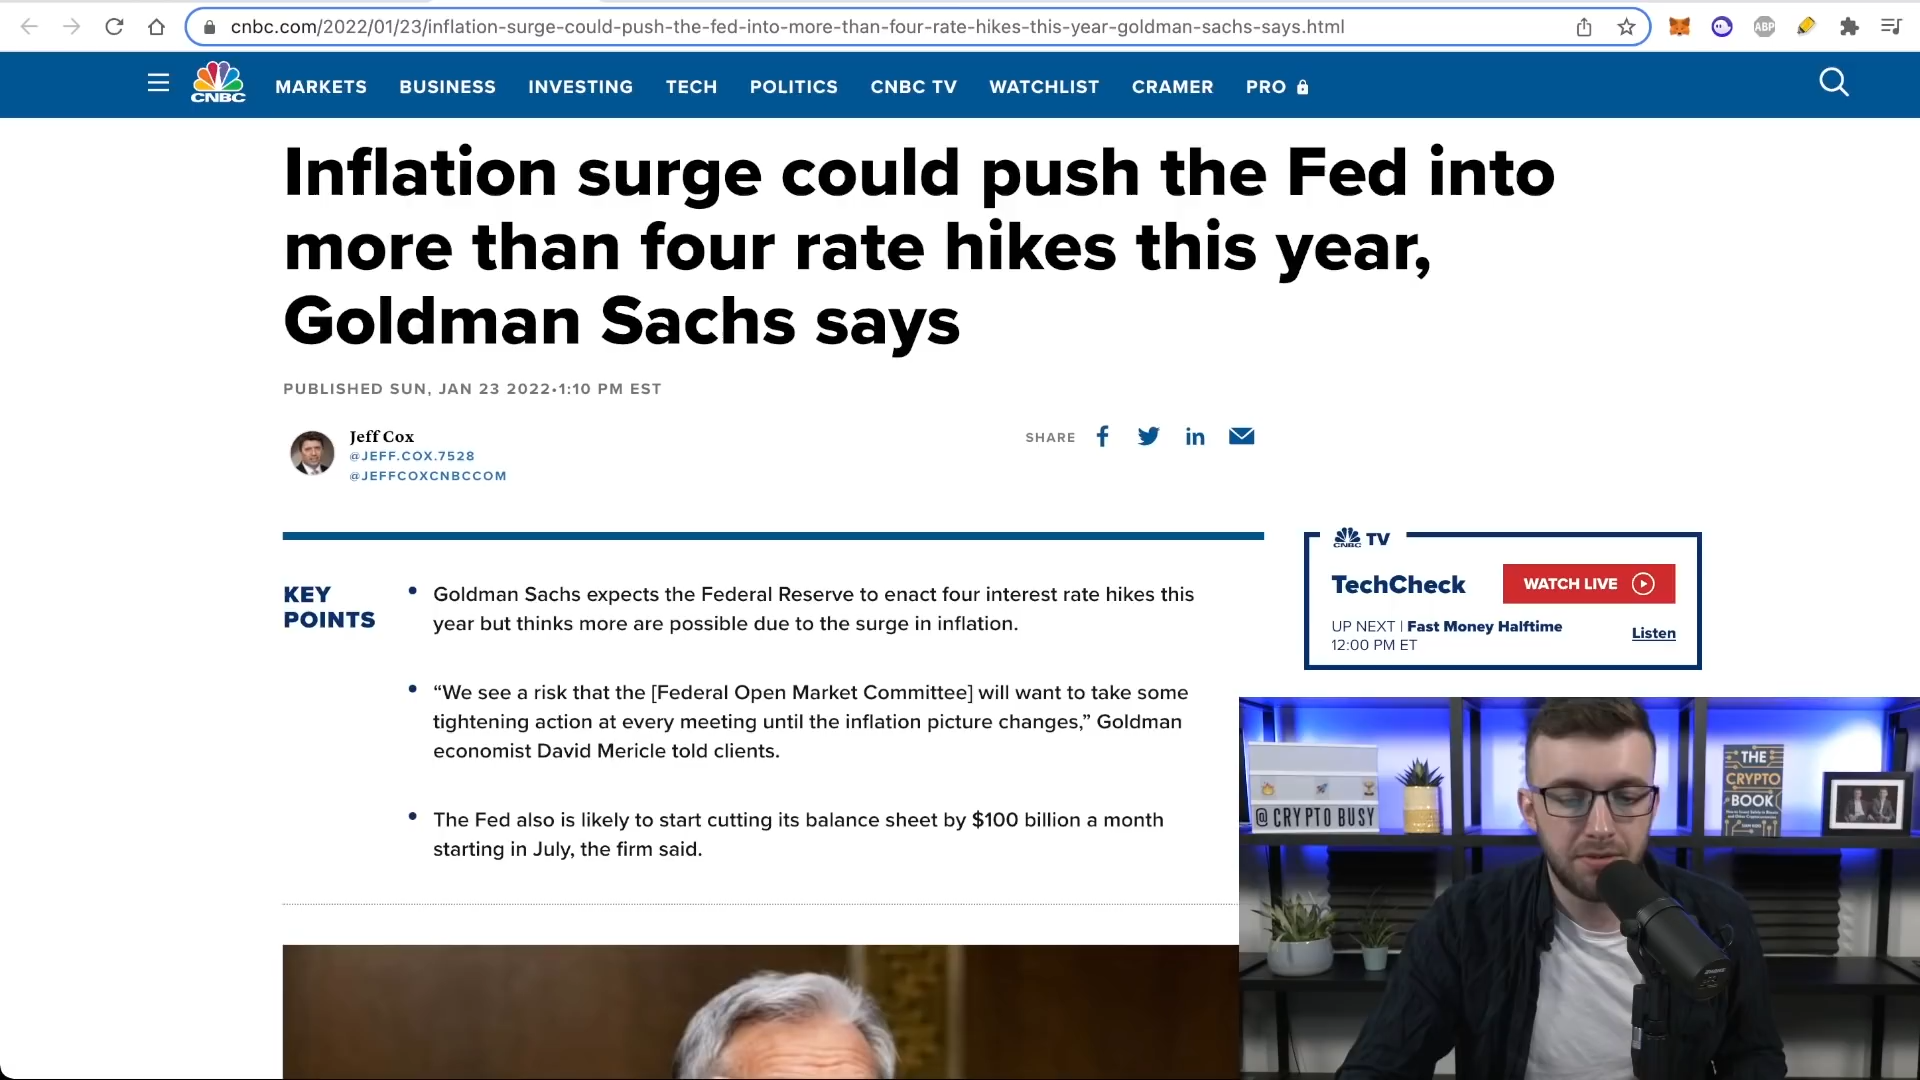 cnbc.com/2022/01/23/inflation-surge-could-push-the-fed-into-more-than-four-rate-hikes-this-year-goldman-sachs-says.html
ABP
CNBC
MARKETS BUSINESS INVESTING TECH POLITICS CNBC TV WATCHLIST CRAMER PRO
Inflation surge could push the Fed into
more than four rate hikes this year,
Goldman Sachs says
PUBLISHED SUN, JAN 23 2022•1:10 PM EST
Jeff Cox
@JEFF.COX.7528
@JEFFCOXCNBCCOM
SHARE
KEY
POINTS
• Goldman Sachs expects the Federal Reserve to enact four interest rate hikes this
year but thinks more are possible due to the surge in inflation.
• “We see a risk that the [Federal Open Market Committee] will want to take some
tightening action at every meeting until the inflation picture changes,” Goldman
economist David Mericle told clients.
• The Fed also is likely to start cutting its balance sheet by $100 billion a month
starting in July, the firm said.
CNBC TV
TechCheck
WATCH LIVE
UP NEXT | Fast Money Halftime
12:00 PM ET
Listen
@CRYPTO BUSY
THE
CRYPTO
BOOK